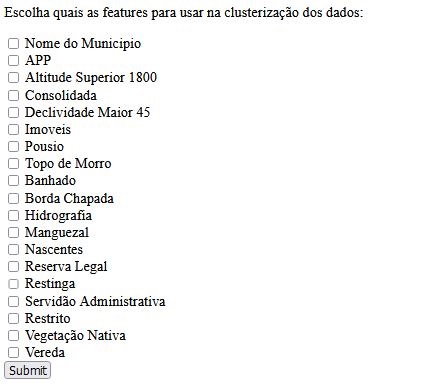 Escolha quais as features para usar na clusterização dos dados:
Nome do Municipio
APP
Altitude Superior 1800
Consolidada
Declividade Maior 45
Imoveis
Pousio
Topo de Morro
Banhado
Borda Chapada
Hidrografia
Manguezal
Nascentes
Reserva Legal
Restinga
Servidão Administrativa
Restrito
Vegetação Nativa
Vereda
Submit